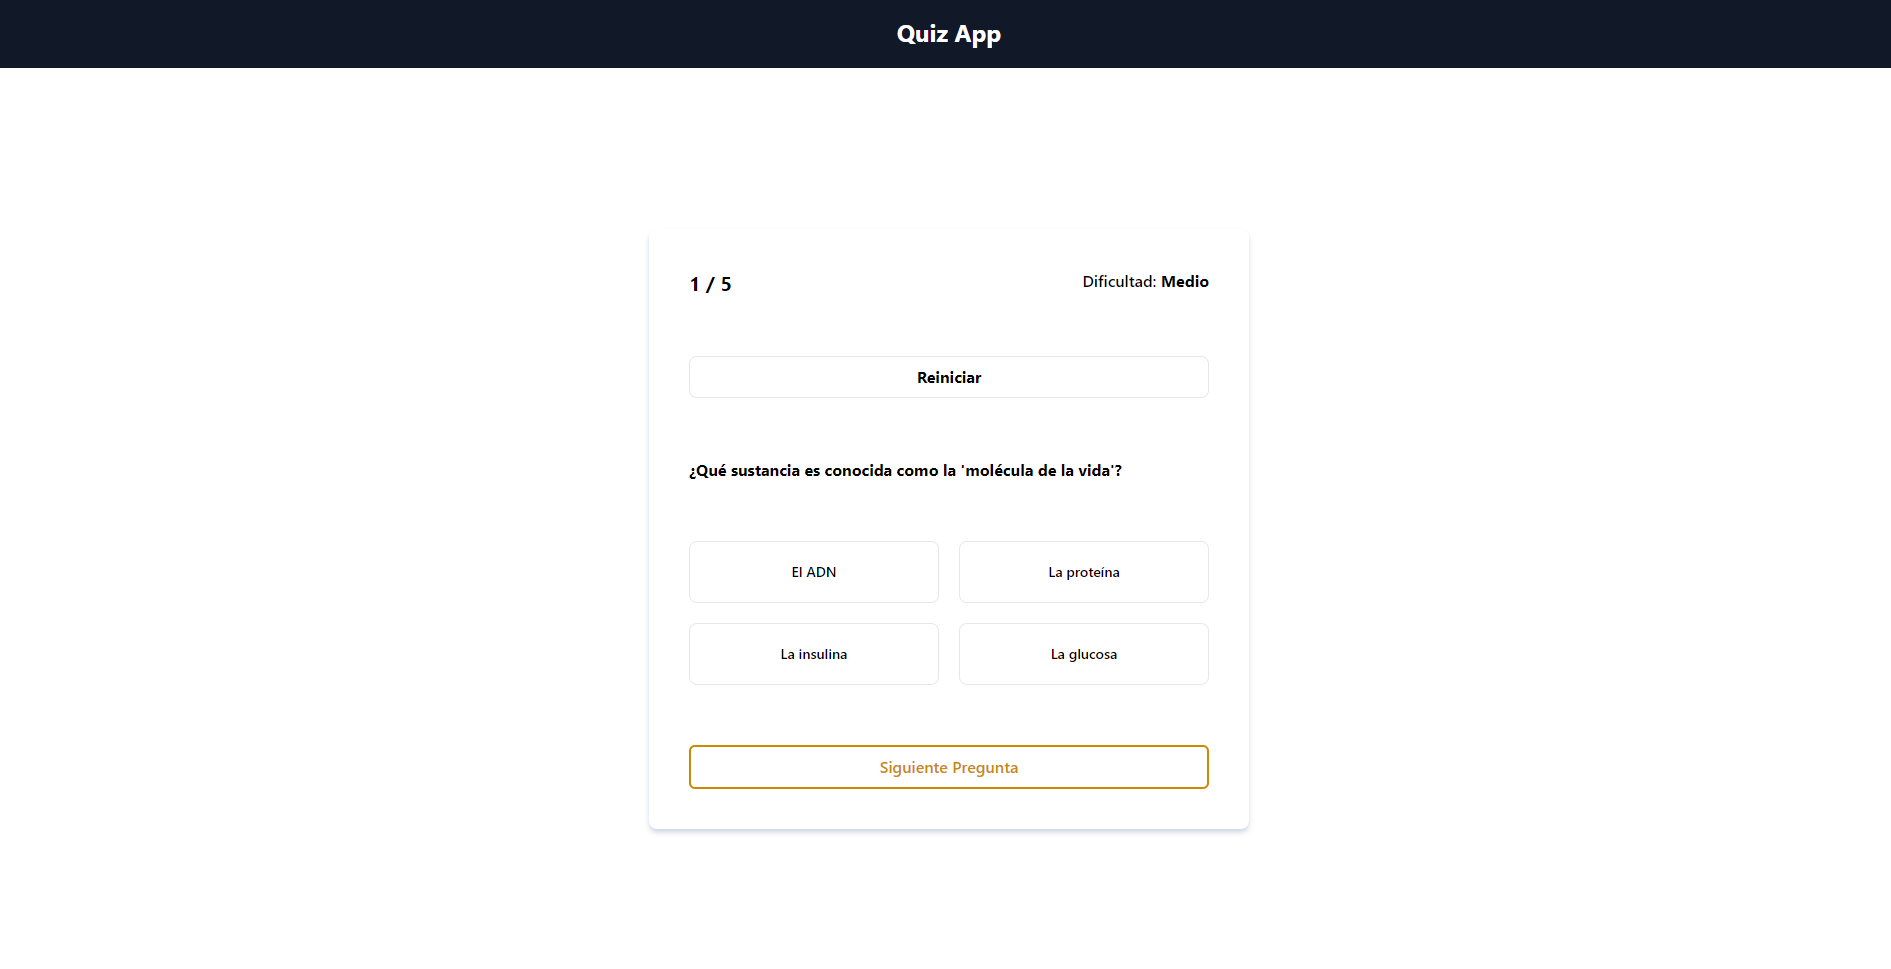 Quiz App
1 / 5
Dificultad: Medio
Reiniciar
¿Qué sustancia es conocida como la 'molécula de la vida'?
El ADN
La proteína
La insulina
La glucosa
Siguiente Pregunta